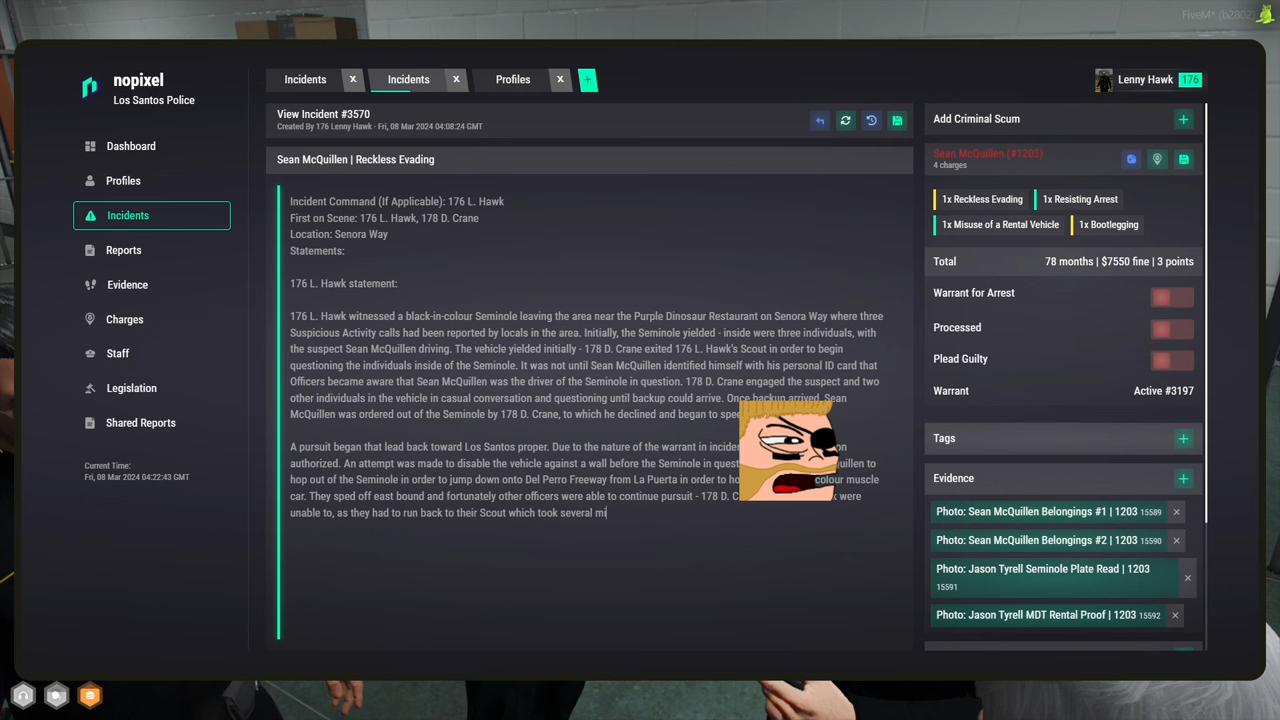 FiveM* (b2802)
nopixel
Los Santos Police
Dashboard
Profiles
Incidents
Reports
Evidence
Charges
Staff
Legislation
Shared Reports
Current Time:
Fri, 08 Mar 2024 04:22:43 GMT
Incidents x
Incidents x
Profiles x
+
Lenny Hawk 176
View Incident #3570
Created By 176 Lenny Hawk · Fri, 08 Mar 2024 04:08:24 GMT
Sean McQuillen | Reckless Evading
Incident Command (If Applicable): 176 L. Hawk
First on Scene: 176 L. Hawk, 178 D. Crane
Location: Senora Way
Statements:
176 L. Hawk statement:
176 L. Hawk witnessed a black-in-colour Seminole leaving the area near the Purple Dinosaur Restaurant on Senora Way where three
Suspicious Activity calls had been reported by locals in the area. Initially, the Seminole yielded - inside were three individuals, with
the suspect Sean McQuillen driving. The vehicle yielded initially - 178 D. Crane exited 176 L. Hawk's Scout in order to begin
questioning the individuals inside of the Seminole. It was not until Sean McQuillen identified himself with his personal ID card that
Officers became aware that Sean McQuillen was the driver of the Seminole in question. 178 D. Crane engaged the suspect and two
other individuals in the vehicle in casual conversation and questioning until backup could arrive. Once backup arrived, Sean
McQuillen was ordered out of the Seminole by 178 D. Crane, to which he declined and began to
A pursuit began that lead back toward Los Santos proper. Due to the nature of the warrant in
authorized. An attempt was made to disable the vehicle against a wall before the Seminole in to
hop out of the Seminole in order to jump down onto Del Perro Freeway from La Puerta in order to colour muscle
car. They sped off east bound and fortunately other officers were able to continue pursuit - 178 D. were
unable to, as they had to run back to their Scout which took several mi
Add Criminal Scum +
Sean McQuillen (#1203)
4 charges
1x Reckless Evading
1x Resisting Arrest
1x Misuse of a Rental Vehicle
1x Bootlegging
Total 78 months | $7550 fine | 3 points
Warrant for Arrest
Processed
Plead Guilty
Warrant Active #3197
Tags +
Evidence +
Photo: Sean McQuillen Belongings #1 | 1203 15589 ×
Photo: Sean McQuillen Belongings #2 | 1203 15590 ×
Photo: Jason Tyrell Seminole Plate Read | 1203
15591 ×
Photo: Jason Tyrell MDT Rental Proof | 1203 15592 ×